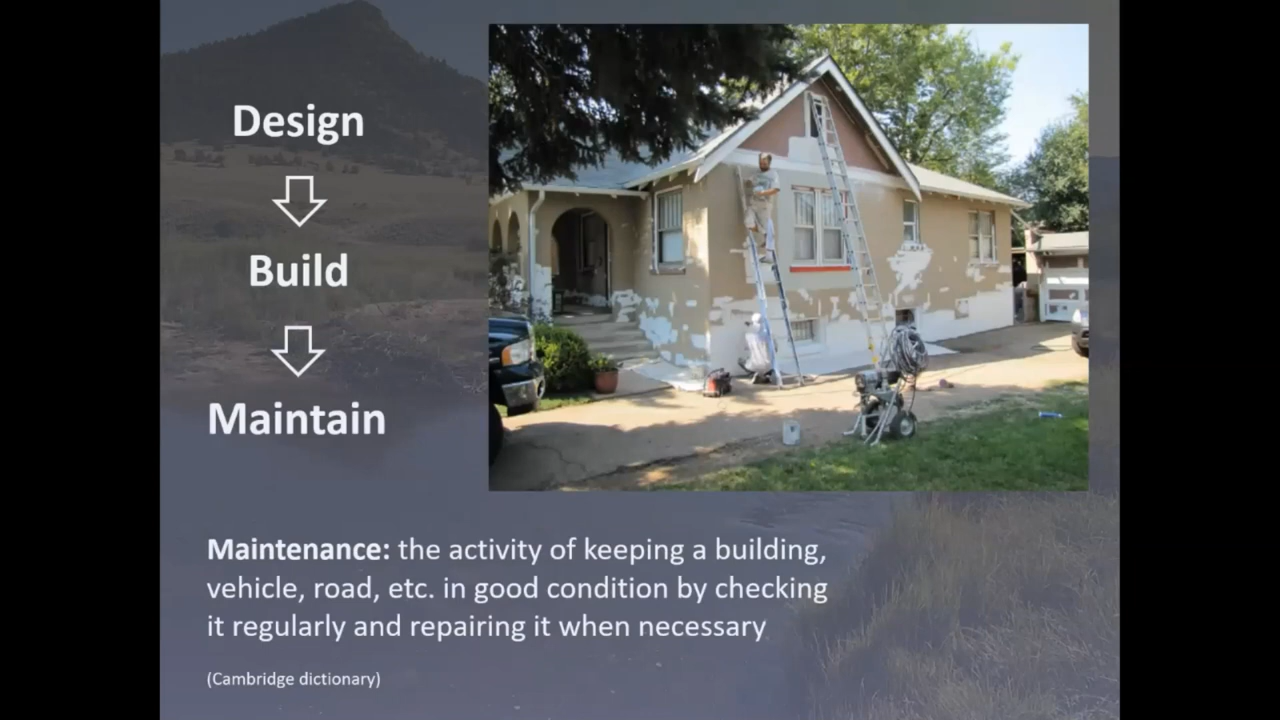 Design
Build
Maintain
Maintenance: the activity of keeping a building,
vehicle, road, etc. in good condition by checking
it regularly and repairing it when necessary
(Cambridge dictionary)